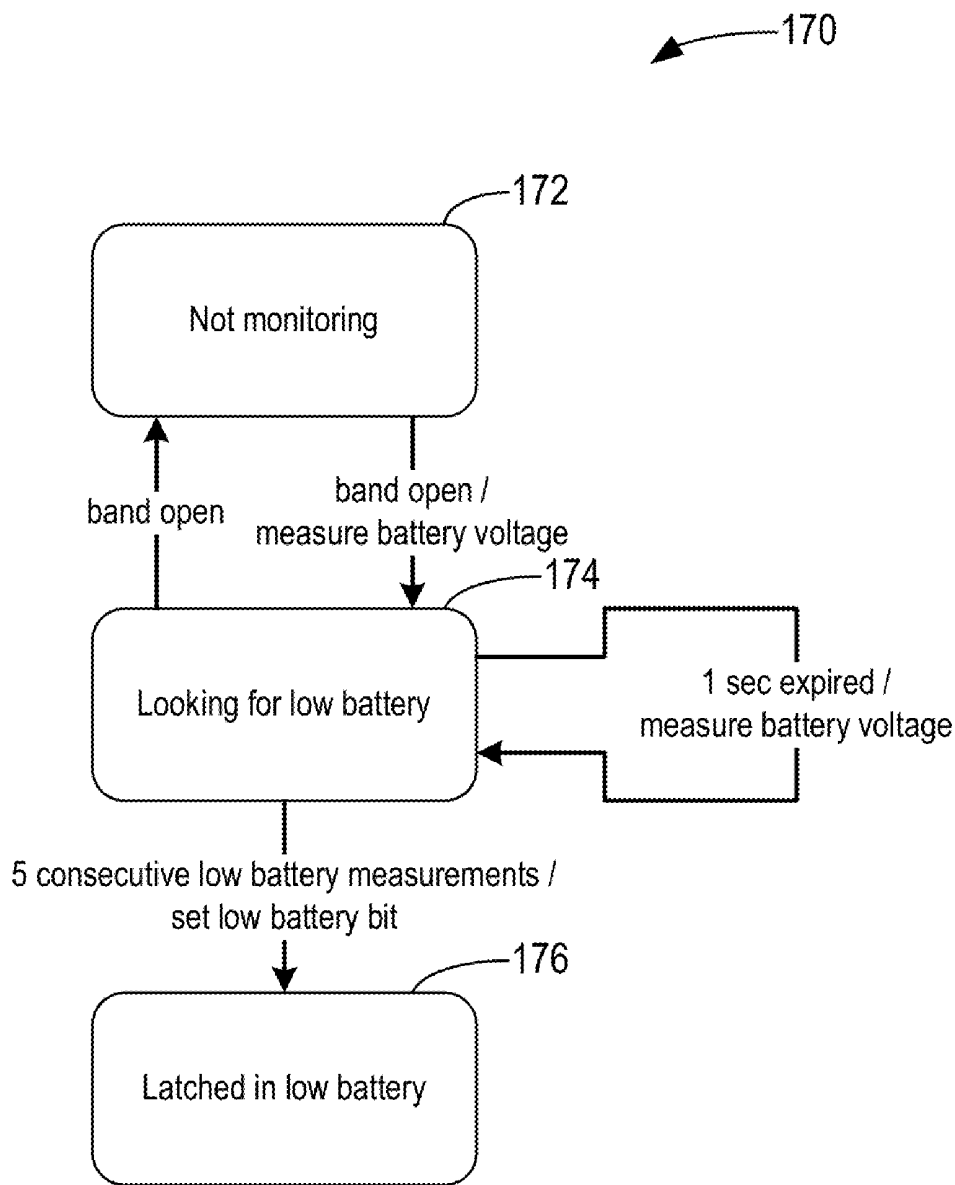 170
172
Not monitoring
band open
band open /
measure battery voltage
174
Looking for low battery
1 sec expired /
measure battery voltage
5 consecutive low battery measurements /
set low battery bit
176
Latched in low battery